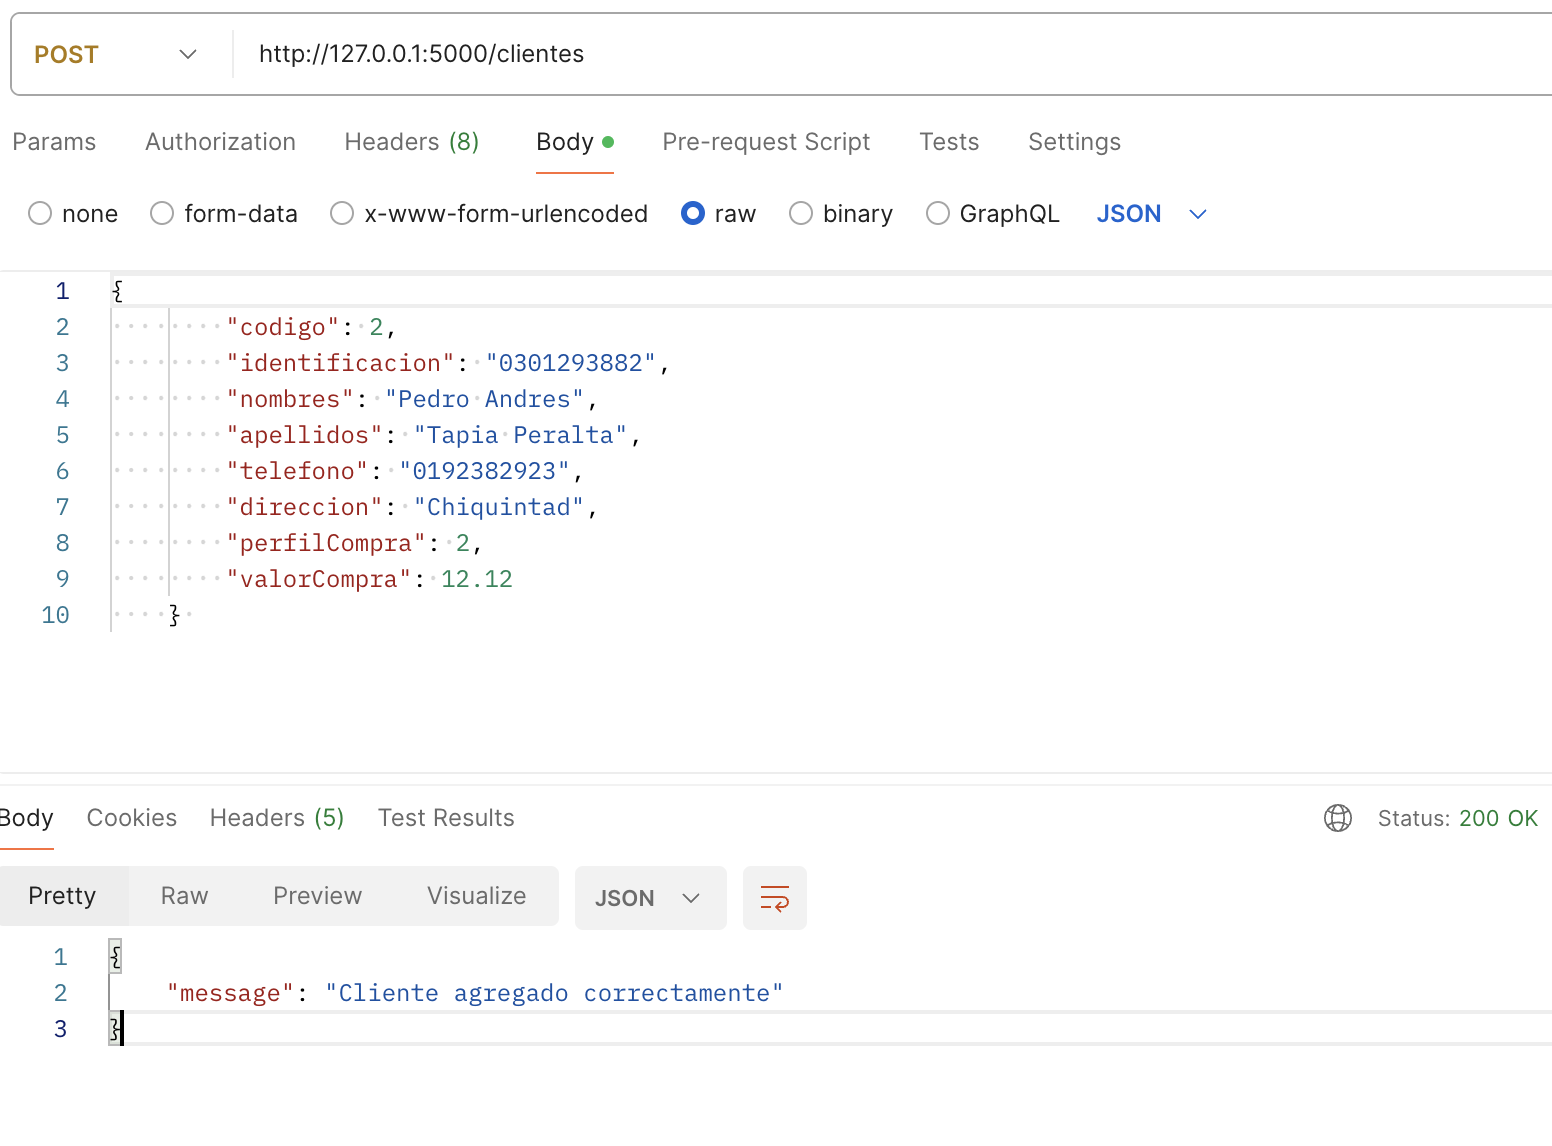 POST http://127.0.0.1:5000/clientes
Params Authorization Headers (8) Body Pre-request Script Tests Settings
none form-data x-www-form-urlencoded raw binary GraphQL JSON
1 {
2 "codigo": 2,
3 "identificacion": "0301293882",
4 "nombres": "Pedro Andres",
5 "apellidos": "Tapia Peralta",
6 "telefono": "0192382923",
7 "direccion": "Chiquintad",
8 "perfilCompra": 2,
9 "valorCompra": 12.12
10 }
Body Cookies Headers (5) Test Results Status: 200 OK
Pretty Raw Preview Visualize JSON
1 {
2 "message": "Cliente agregado correctamente"
3 }